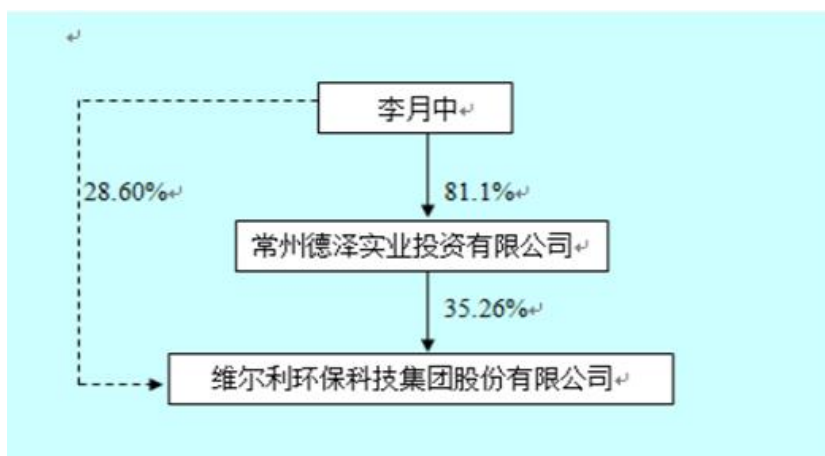 李月中
28.60%
81.1%
常州德泽实业投资有限公司
35.26%
维尔利环保科技集团股份有限公司